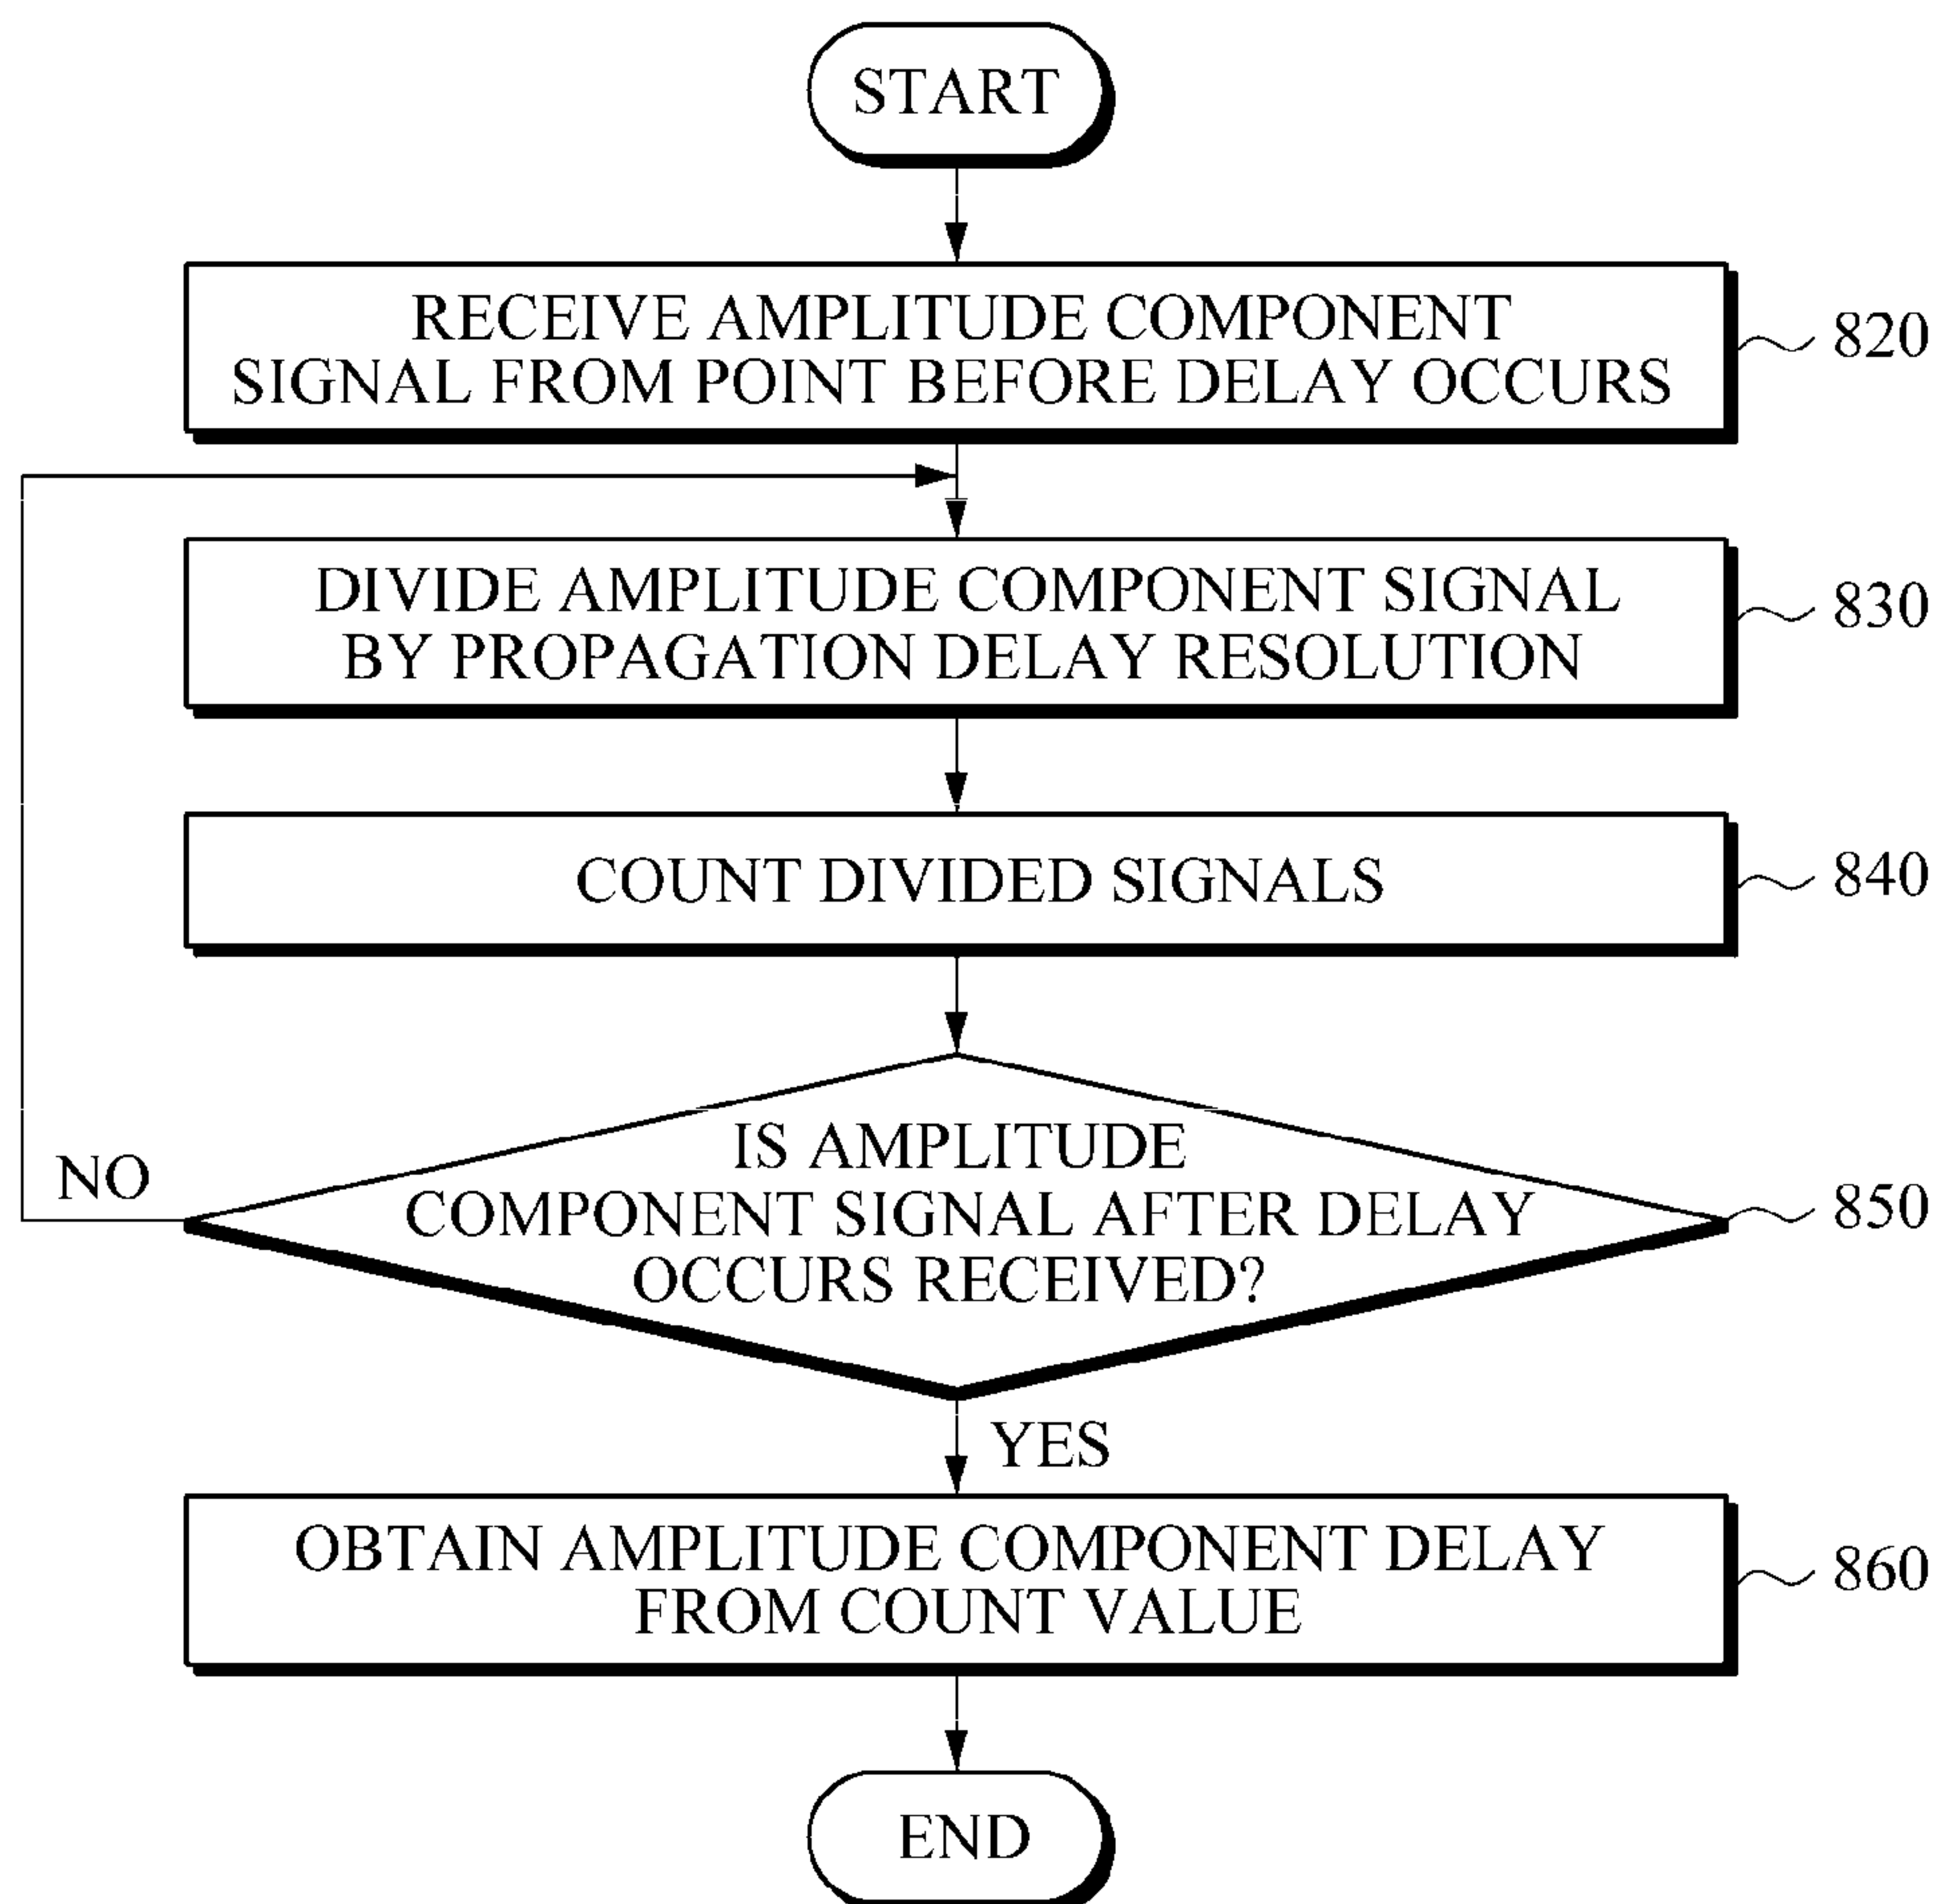 START
RECEIVE AMPLITUDE COMPONENT
SIGNAL FROM POINT BEFORE DELAY OCCURS
820
DIVIDE AMPLITUDE COMPONENT SIGNAL
BY PROPAGATION DELAY RESOLUTION
830
COUNT DIVIDED SIGNALS
840
IS AMPLITUDE
COMPONENT SIGNAL AFTER DELAY
OCCURS RECEIVED?
850
NO
YES
OBTAIN AMPLITUDE COMPONENT DELAY
FROM COUNT VALUE
860
END